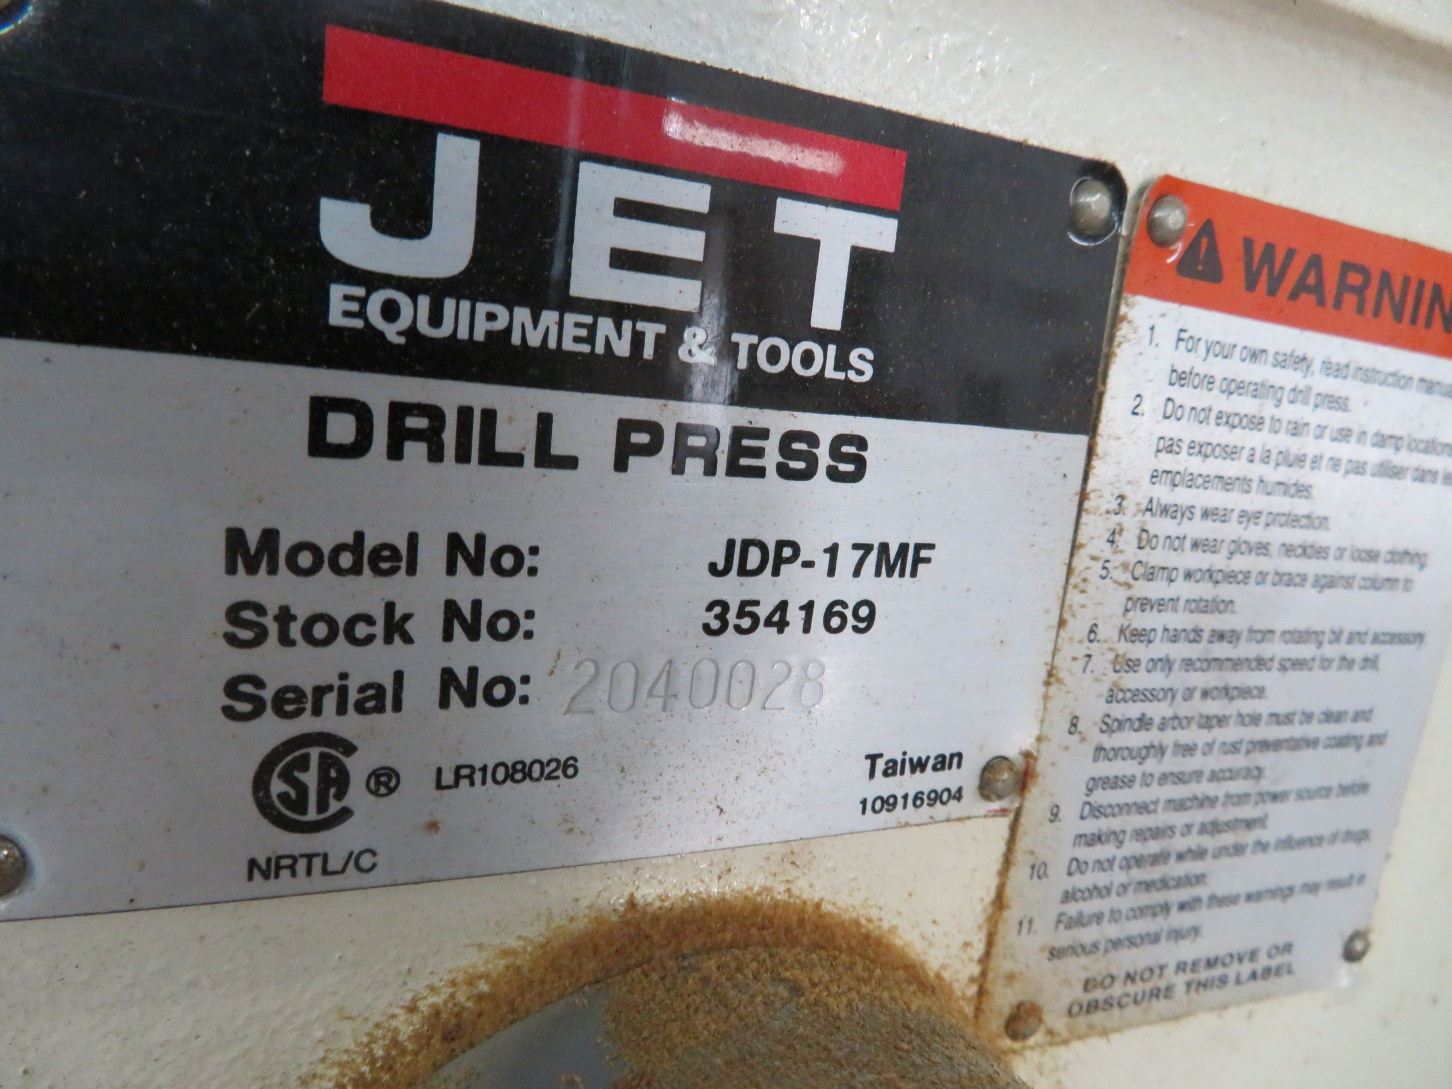 JET
EQUIPMENT & TOOLS
DRILL PRESS
Model No: JDP-17MF
Stock No: 354169
Serial No: 2040028
SA ® LR108026
Taiwan
10916904
NRTL/C
WARNIN
1. For your own safety, read instruction manu
before operating drill press.
2. Do not expose to rain or use in damp locations
pas exposer a la pluie et ne pas utiliser dans
emplacements humides.
3. Always wear eye protection.
4. Do not wear gloves, neckties or loose clothing.
5. Clamp workpiece or brace against column to
prevent rotation.
6. Keep hands away from rotating bit and accessory.
7. Use only recommended speed for the drill,
accessory or workpiece.
8. Spindle arbor taper hole must be clean and
thoroughly free of rust preventative coating and
grease to ensure accuracy.
9. Disconnect machine from power source before
making repairs or adjustment.
10. Do not operate while under the influence of drugs,
alcohol or medication.
11. Failure to comply with these warnings may result in
serious personal injury.
DO NOT REMOVE OR
OBSCURE THIS LABEL